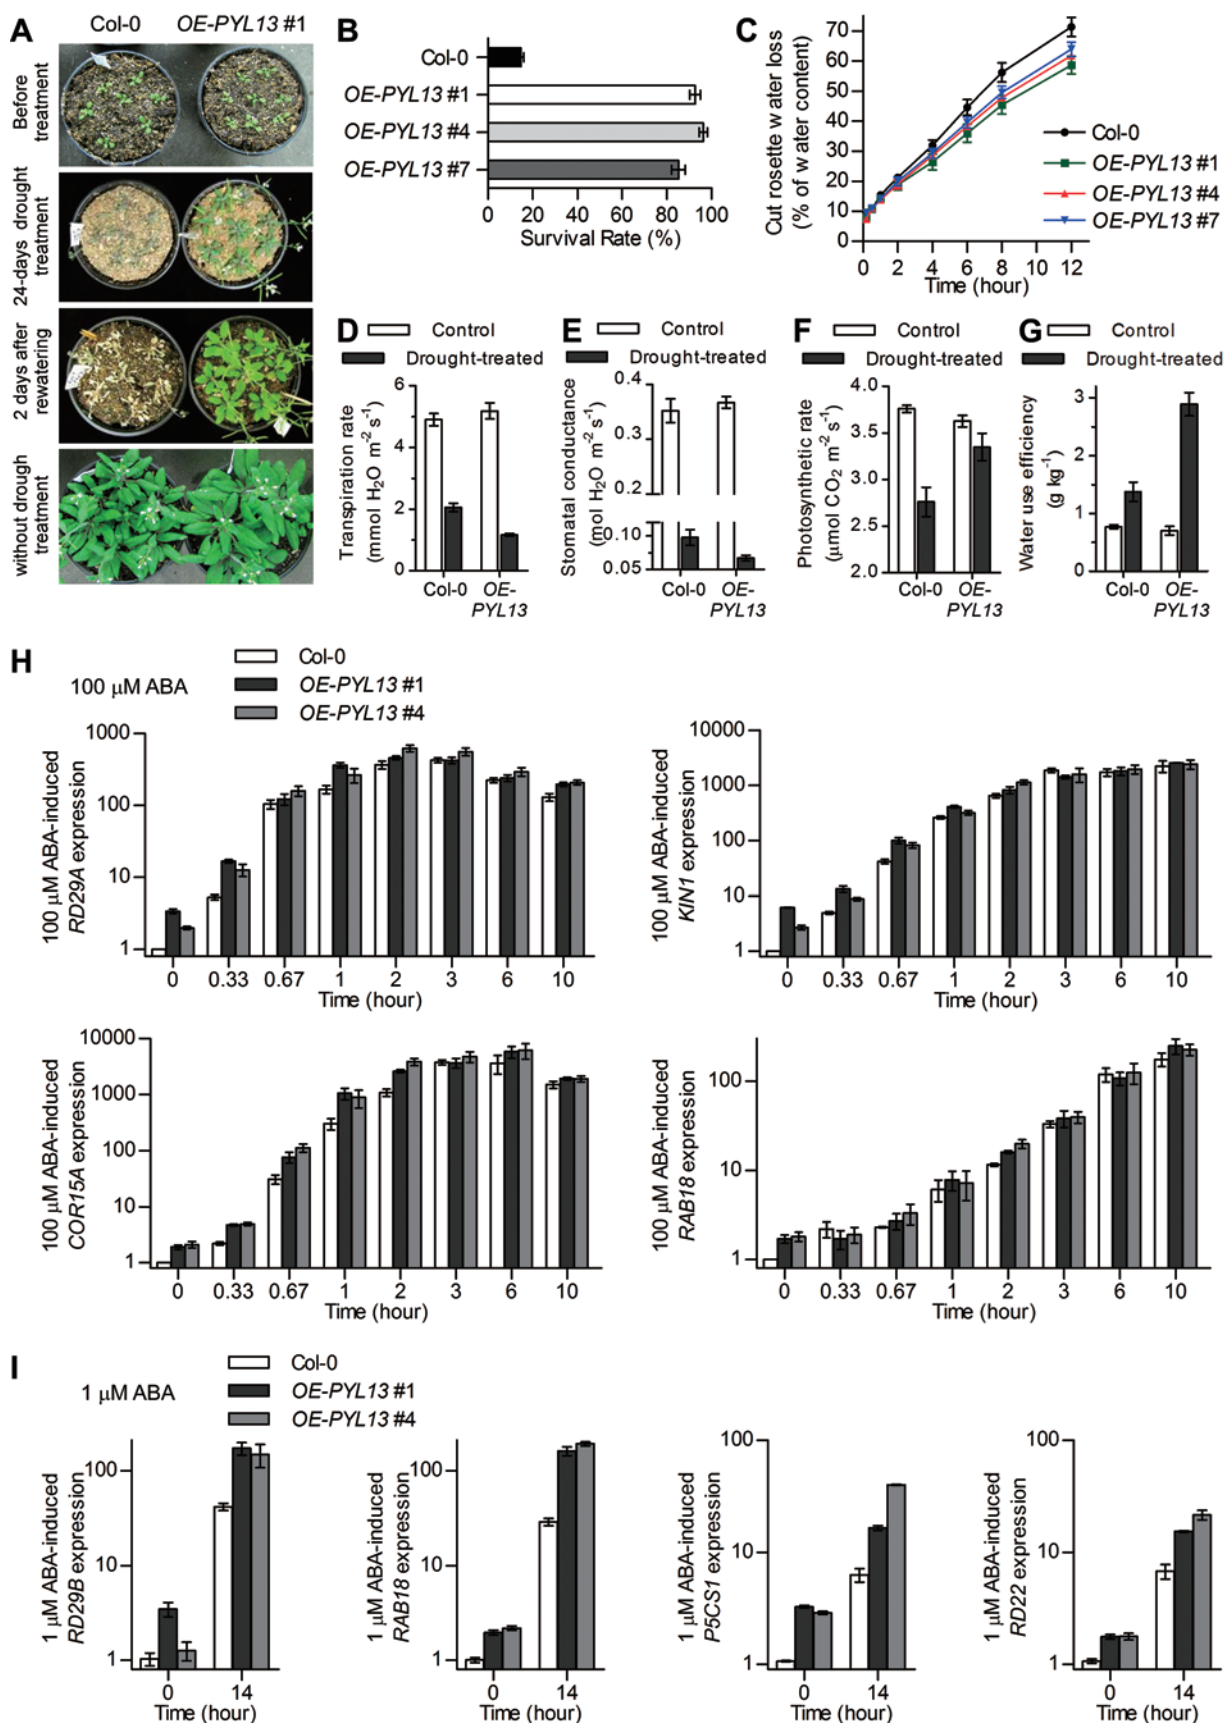 A
Col-0
OE-PYL13 #1
Before
treatment
24-days drought
treatment
2 days after
rewatering
without drough
treatment
B
Col-0
OE-PYL13 #1
OE-PYL13 #4
OE-PYL13 #7
0 20 40 60 80 100
Survival Rate (%)
C
Cut rosette w ater loss
(% of w ater content)
70
60
50
40
30
20
10
0
0 2 4 6 8 10 12
Time (hour)
Col-0
OE-PYL13 #1
OE-PYL13 #4
OE-PYL13 #7
D
Control
Drought-treated
Transpiration rate
(mmol H2O m-2 s-1)
6
4
2
0
Col-0 OE-
PYL13
E
Control
Drought-treated
Stomatal conductance
(mol H2O m-2 s-1)
0.4
0.3
0.2
0.10
0.05
Col-0 OE-
PYL13
F
Control
Drought-treated
Photosynthetic rate
(μmol CO2 m-2 s-1)
4.0
3.5
3.0
2.5
2.0
Col-0 OE-
PYL13
G
Control
Drought-treated
Water use efficiency
(g kg-1)
3
2
1
0
Col-0 OE-
PYL13
H
100 μM ABA
Col-0
OE-PYL13 #1
OE-PYL13 #4
100 μM ABA-induced
RD29A expression
1000
100
10
1
0 0.33 0.67 1 2 3 6 10
Time (hour)
100 μM ABA-induced
KIN1 expression
10000
1000
100
10
1
0 0.33 0.67 1 2 3 6 10
Time (hour)
100 μM ABA-induced
COR15A expression
10000
1000
100
10
1
0 0.33 0.67 1 2 3 6 10
Time (hour)
100 μM ABA-induced
RAB18 expression
100
10
1
0 0.33 0.67 1 2 3 6 10
Time (hour)
I
1 μM ABA
Col-0
OE-PYL13 #1
OE-PYL13 #4
1 μM ABA-induced
RD29B expression
100
10
1
0 14
Time (hour)
1 μM ABA-induced
RAB18 expression
100
10
1
0 14
Time (hour)
1 μM ABA-induced
P5CS1 expression
100
10
1
0 14
Time (hour)
1 μM ABA-induced
RD22 expression
100
10
1
0 14
Time (hour)